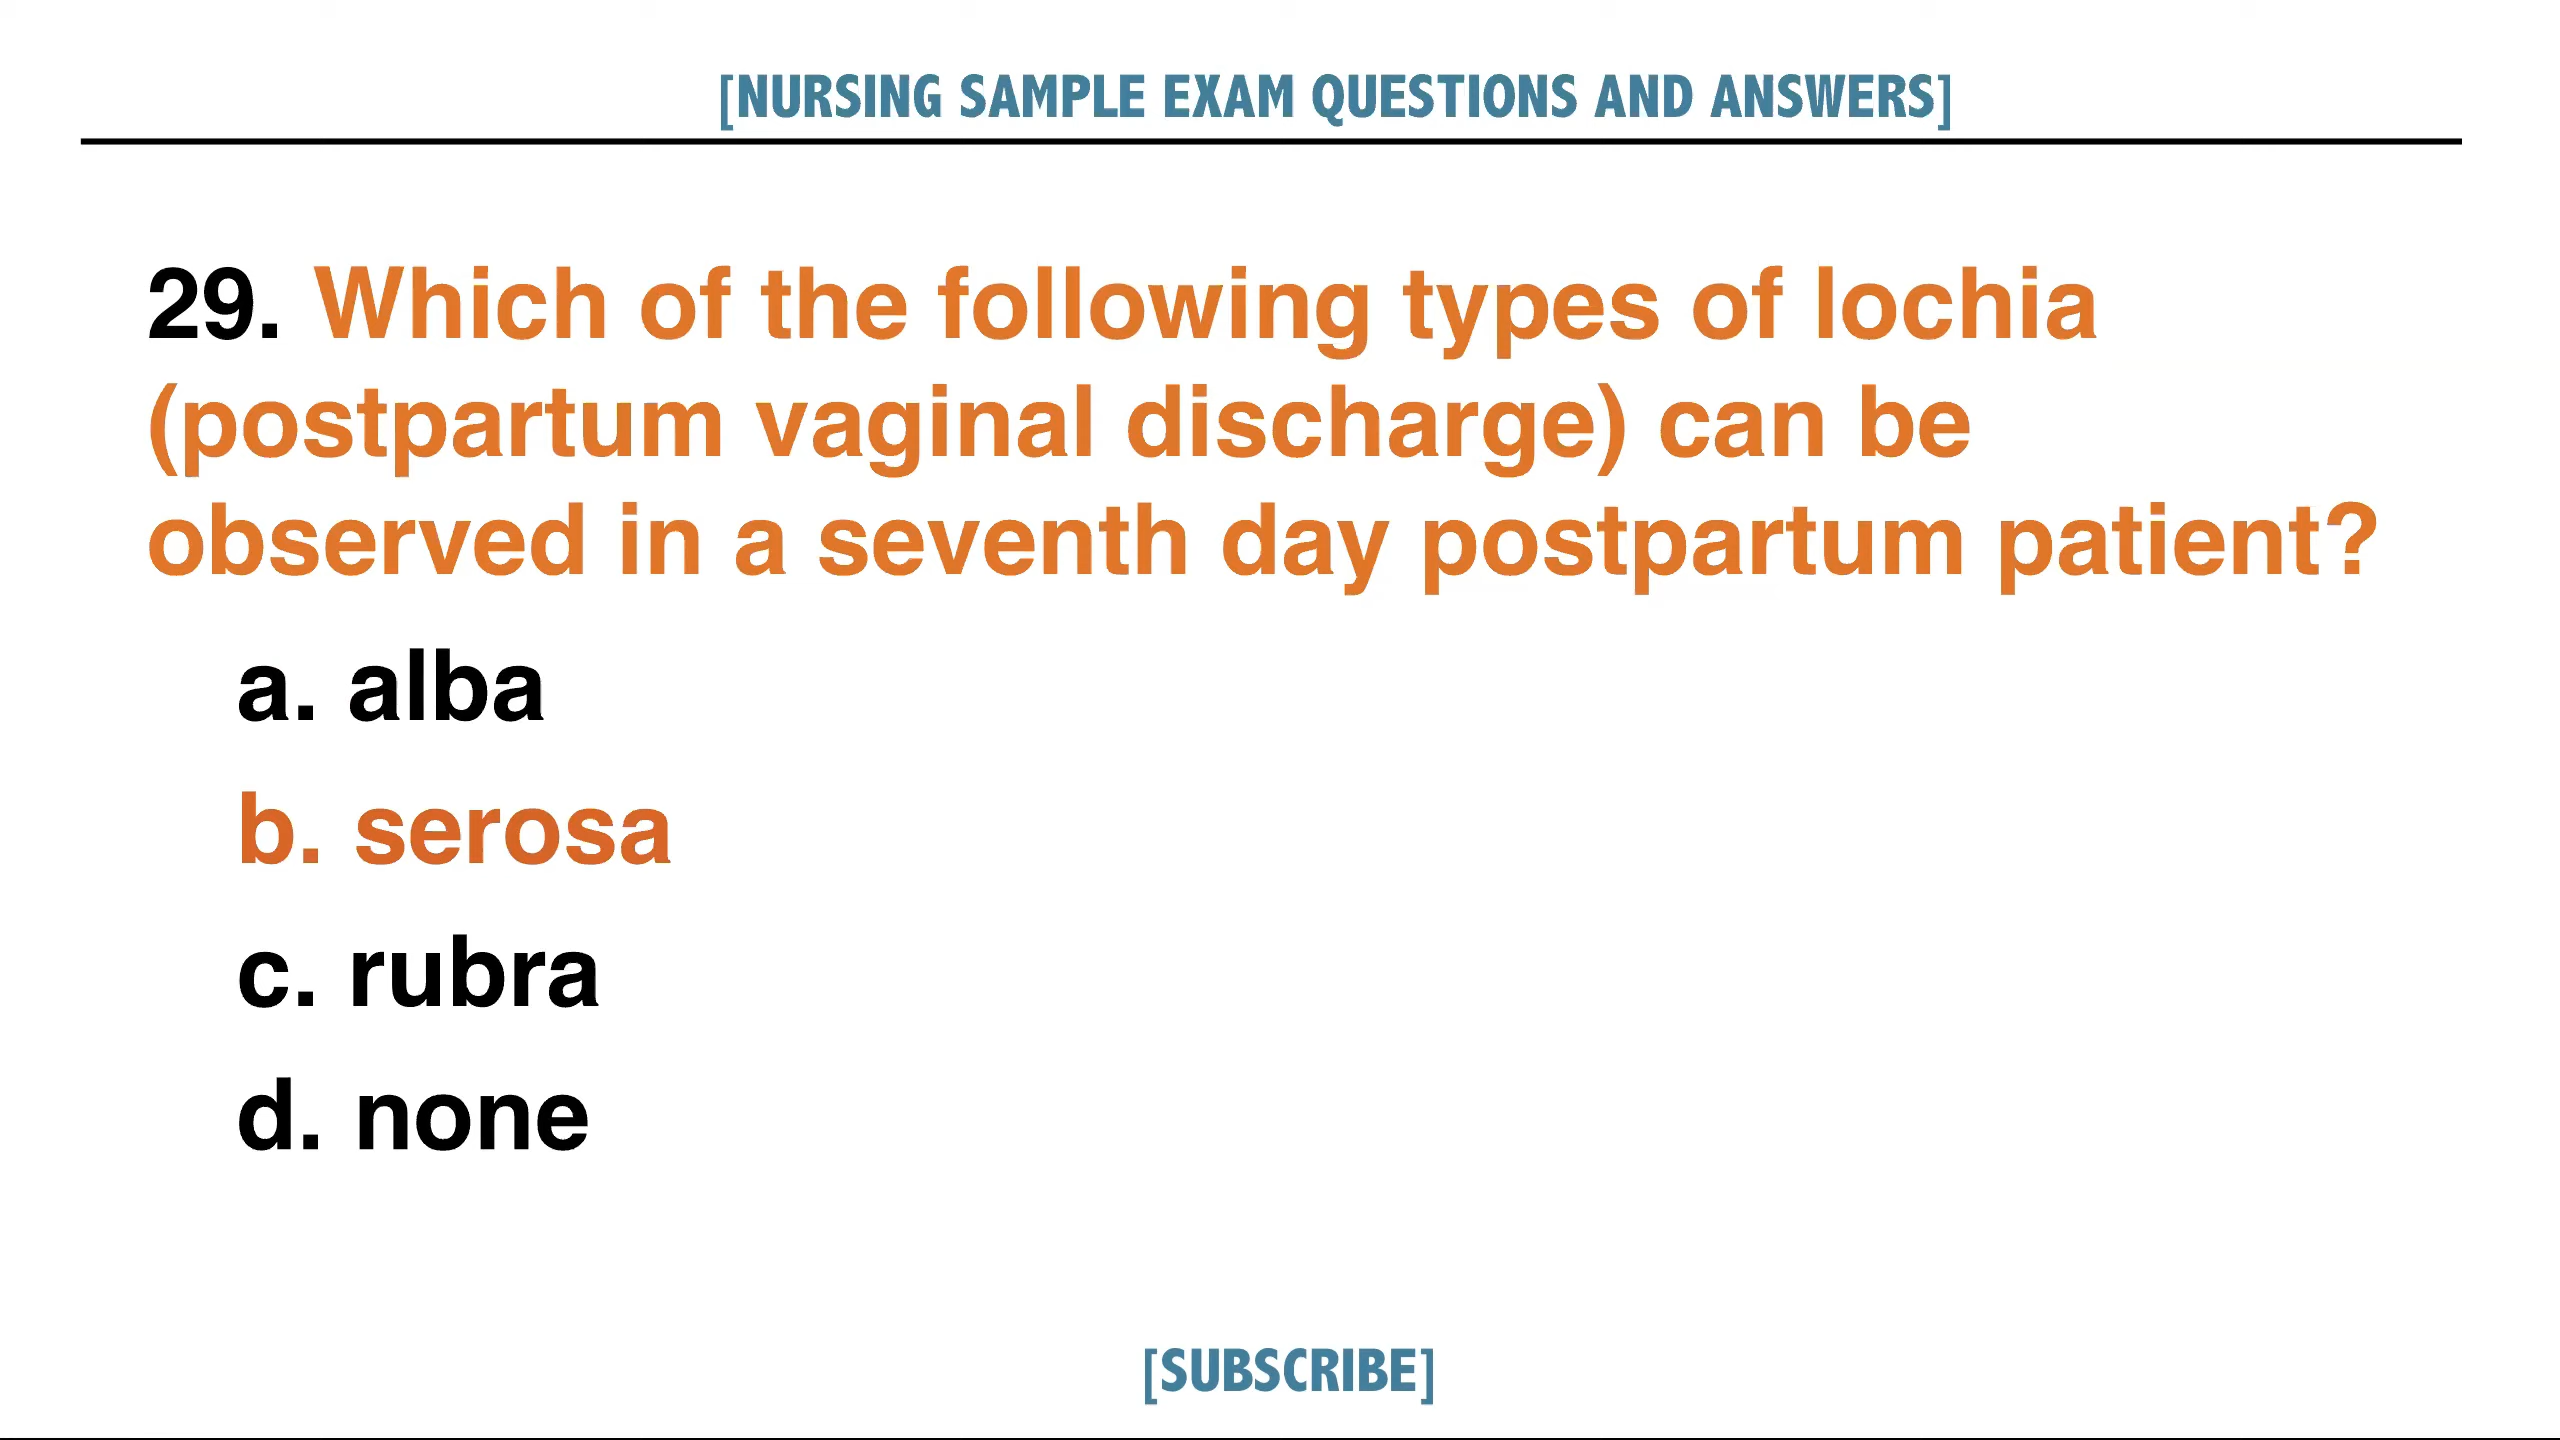 [NURSING SAMPLE EXAM QUESTIONS AND ANSWERS]
29. Which of the following types of lochia
(postpartum vaginal discharge) can be
observed in a seventh day postpartum patient?
a. alba
b. serosa
c. rubra
d. none
[SUBSCRIBE]